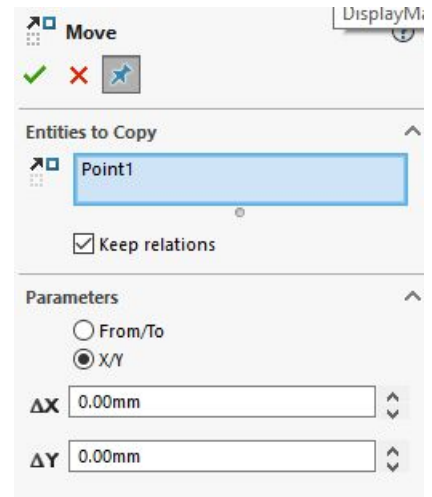 DisplayMa
Move
Entities to Copy
Point1
Keep relations
Parameters
From/To
X/Y
ΔX 0.00mm
ΔY 0.00mm